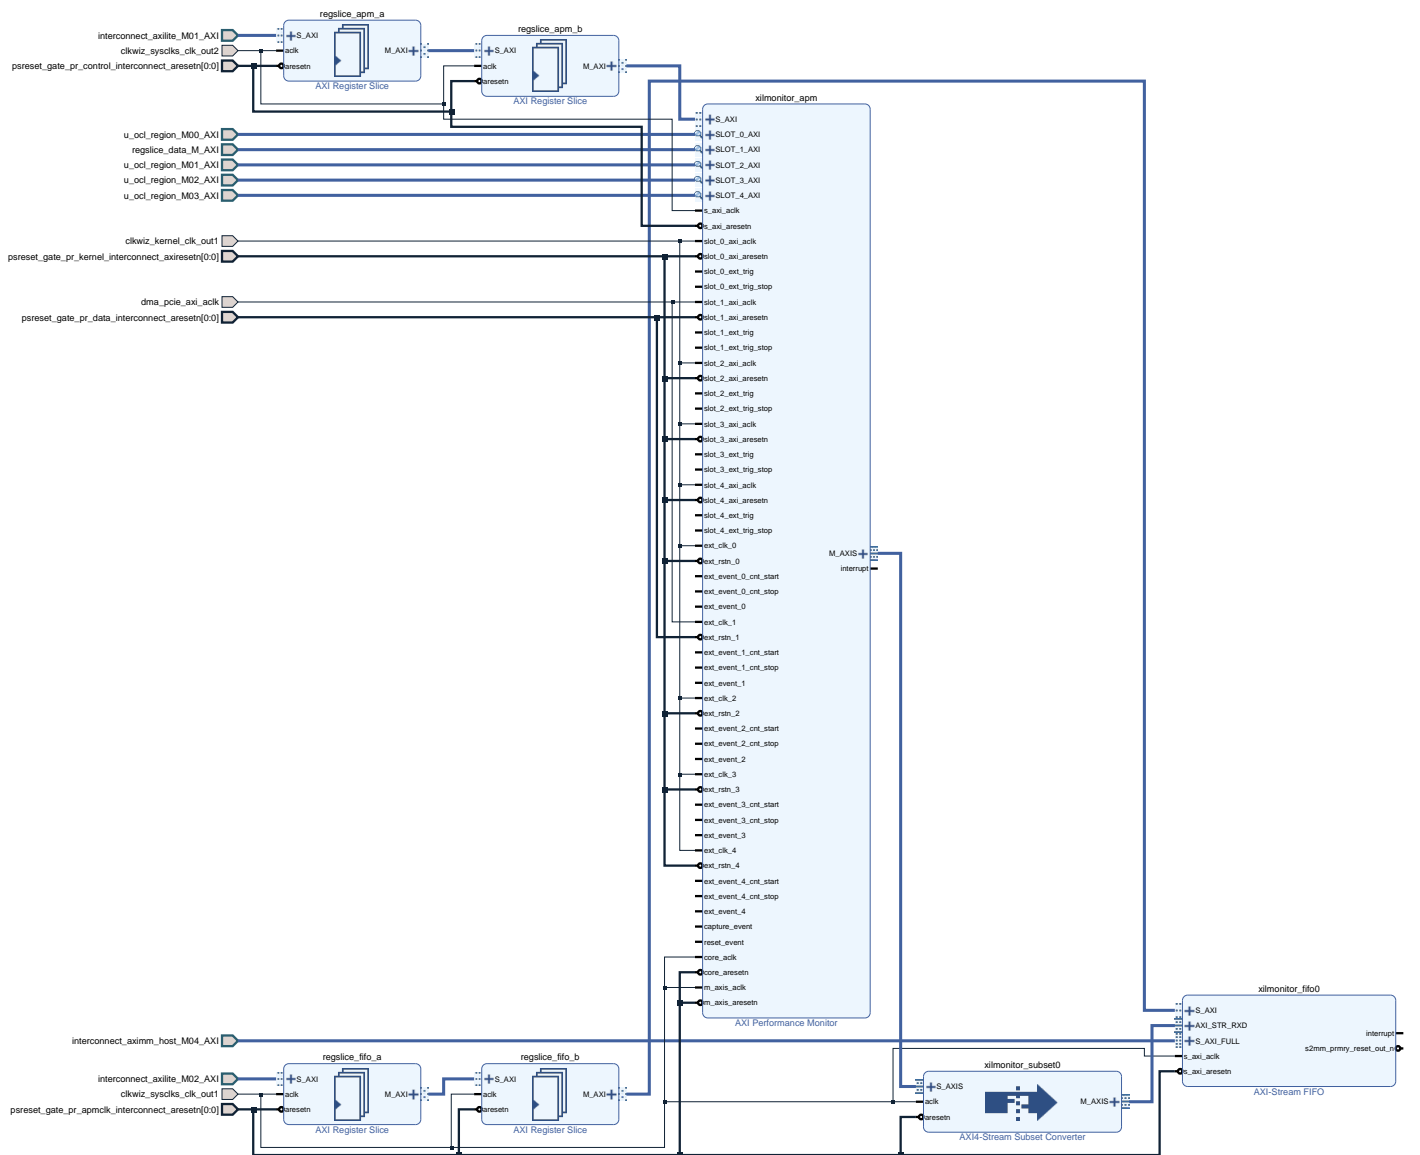 regslice_apm_a
interconnect_axilite_M01_AXI
clkwiz_sysclks_clk_out2
psreset_gate_pr_control_interconnect_aresetn[0:0]
S_AXI
aclk
aresetn
M_AXI
AXI Register Slice
regslice_apm_b
S_AXI
aclk
aresetn
M_AXI
AXI Register Slice
u_ocl_region_M00_AXI
regslice_data_M_AXI
u_ocl_region_M01_AXI
u_ocl_region_M02_AXI
u_ocl_region_M03_AXI
clkwiz_kernel_clk_out1
psreset_gate_pr_kernel_interconnect_axiresetn[0:0]
dma_pcie_axi_aclk
psreset_gate_pr_data_interconnect_aresetn[0:0]
xilmonitor_apm
S_AXI
SLOT_0_AXI
SLOT_1_AXI
SLOT_2_AXI
SLOT_3_AXI
SLOT_4_AXI
s_axi_aclk
s_axi_aresetn
slot_0_axi_aclk
slot_0_axi_aresetn
slot_0_ext_trig
slot_0_ext_trig_stop
slot_1_axi_aclk
slot_1_axi_aresetn
slot_1_ext_trig
slot_1_ext_trig_stop
slot_2_axi_aclk
slot_2_axi_aresetn
slot_2_ext_trig
slot_2_ext_trig_stop
slot_3_axi_aclk
slot_3_axi_aresetn
slot_3_ext_trig
slot_3_ext_trig_stop
slot_4_axi_aclk
slot_4_axi_aresetn
slot_4_ext_trig
slot_4_ext_trig_stop
ext_clk_0
ext_rstn_0
ext_event_0_cnt_start
ext_event_0_cnt_stop
ext_event_0
ext_clk_1
ext_rstn_1
ext_event_1_cnt_start
ext_event_1_cnt_stop
ext_event_1
ext_clk_2
ext_rstn_2
ext_event_2_cnt_start
ext_event_2_cnt_stop
ext_event_2
ext_clk_3
ext_rstn_3
ext_event_3_cnt_start
ext_event_3_cnt_stop
ext_event_3
ext_clk_4
ext_rstn_4
ext_event_4_cnt_start
ext_event_4_cnt_stop
ext_event_4
capture_event
reset_event
core_aclk
core_aresetn
m_axis_aclk
m_axis_aresetn
M_AXIS
interrupt
AXI Performance Monitor
interconnect_aximm_host_M04_AXI
interconnect_axilite_M02_AXI
clkwiz_sysclks_clk_out1
psreset_gate_pr_apmclk_interconnect_aresetn[0:0]
regslice_fifo_a
S_AXI
aclk
aresetn
M_AXI
AXI Register Slice
regslice_fifo_b
S_AXI
aclk
aresetn
M_AXI
AXI Register Slice
xilmonitor_subset0
S_AXIS
aclk
aresetn
M_AXIS
AXI4-Stream Subset Converter
xilmonitor_fifo0
S_AXI
AXI_STR_RXD
S_AXI_FULL
s_axi_aclk
s_axi_aresetn
interrupt
s2mm_prmry_reset_out_n
AXI-Stream FIFO